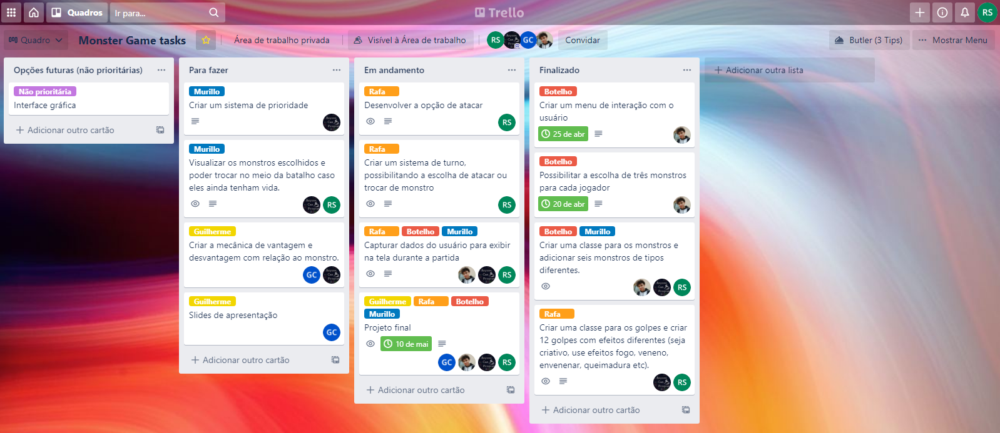 Quadros
Ir para...
Trello
RS
Quadro
Monster Game tasks
Área de trabalho privada
Visível à Área de trabalho
RS
GC
Convidar
Butler (3 Tips)
Mostrar Menu
Opções futuras (não prioritárias)
Não prioritária
Interface gráfica
Adicionar outro cartão
Para fazer
Murillo
Criar um sistema de prioridade
Murillo
Visualizar os monstros escolhidos e
poder trocar no meio da batalho caso
eles ainda tenham vida.
RS
Guilherme
Criar a mecânica de vantagem e
desvantagem com relação ao monstro.
GC
Guilherme
Slides de apresentação
GC
Adicionar outro cartão
Em andamento
Rafa
Desenvolver a opção de atacar
RS
Rafa
Criar um sistema de turno,
possibilitando a escolha de atacar ou
trocar de monstro
RS
Rafa Botelho Murillo
Capturar dados do usuário para exibir
na tela durante a partida
RS
Guilherme Rafa Botelho
Murillo
Projeto final
10 de mai
GC RS
Adicionar outro cartão
Finalizado
Botelho
Criar um menu de interação com o
usuário
25 de abr
Botelho
Possibilitar a escolha de três monstros
para cada jogador
20 de abr
Botelho Murillo
Criar uma classe para os monstros e
adicionar seis monstros de tipos
diferentes.
RS
Rafa
Criar uma classe para os golpes e criar
12 golpes com efeitos diferentes (seja
criativo, use efeitos fogo, veneno,
envenenar, queimadura etc).
RS
Adicionar outro cartão
Adicionar outra lista